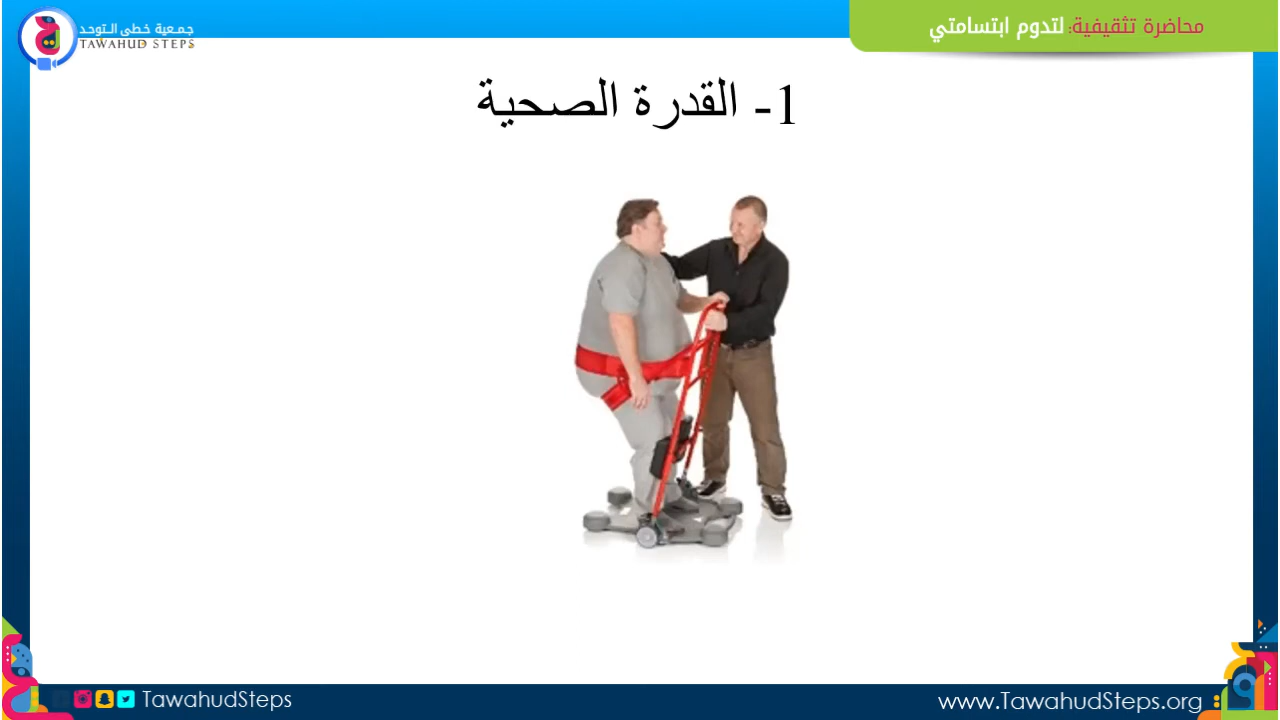 جمعية خطى التوحد
TAWAHUD STEPS
محاضرة تثقيفية: لتدوم ابتسامتي
1- القدرة الصحية
TawahudSteps
www.TawahudSteps.org